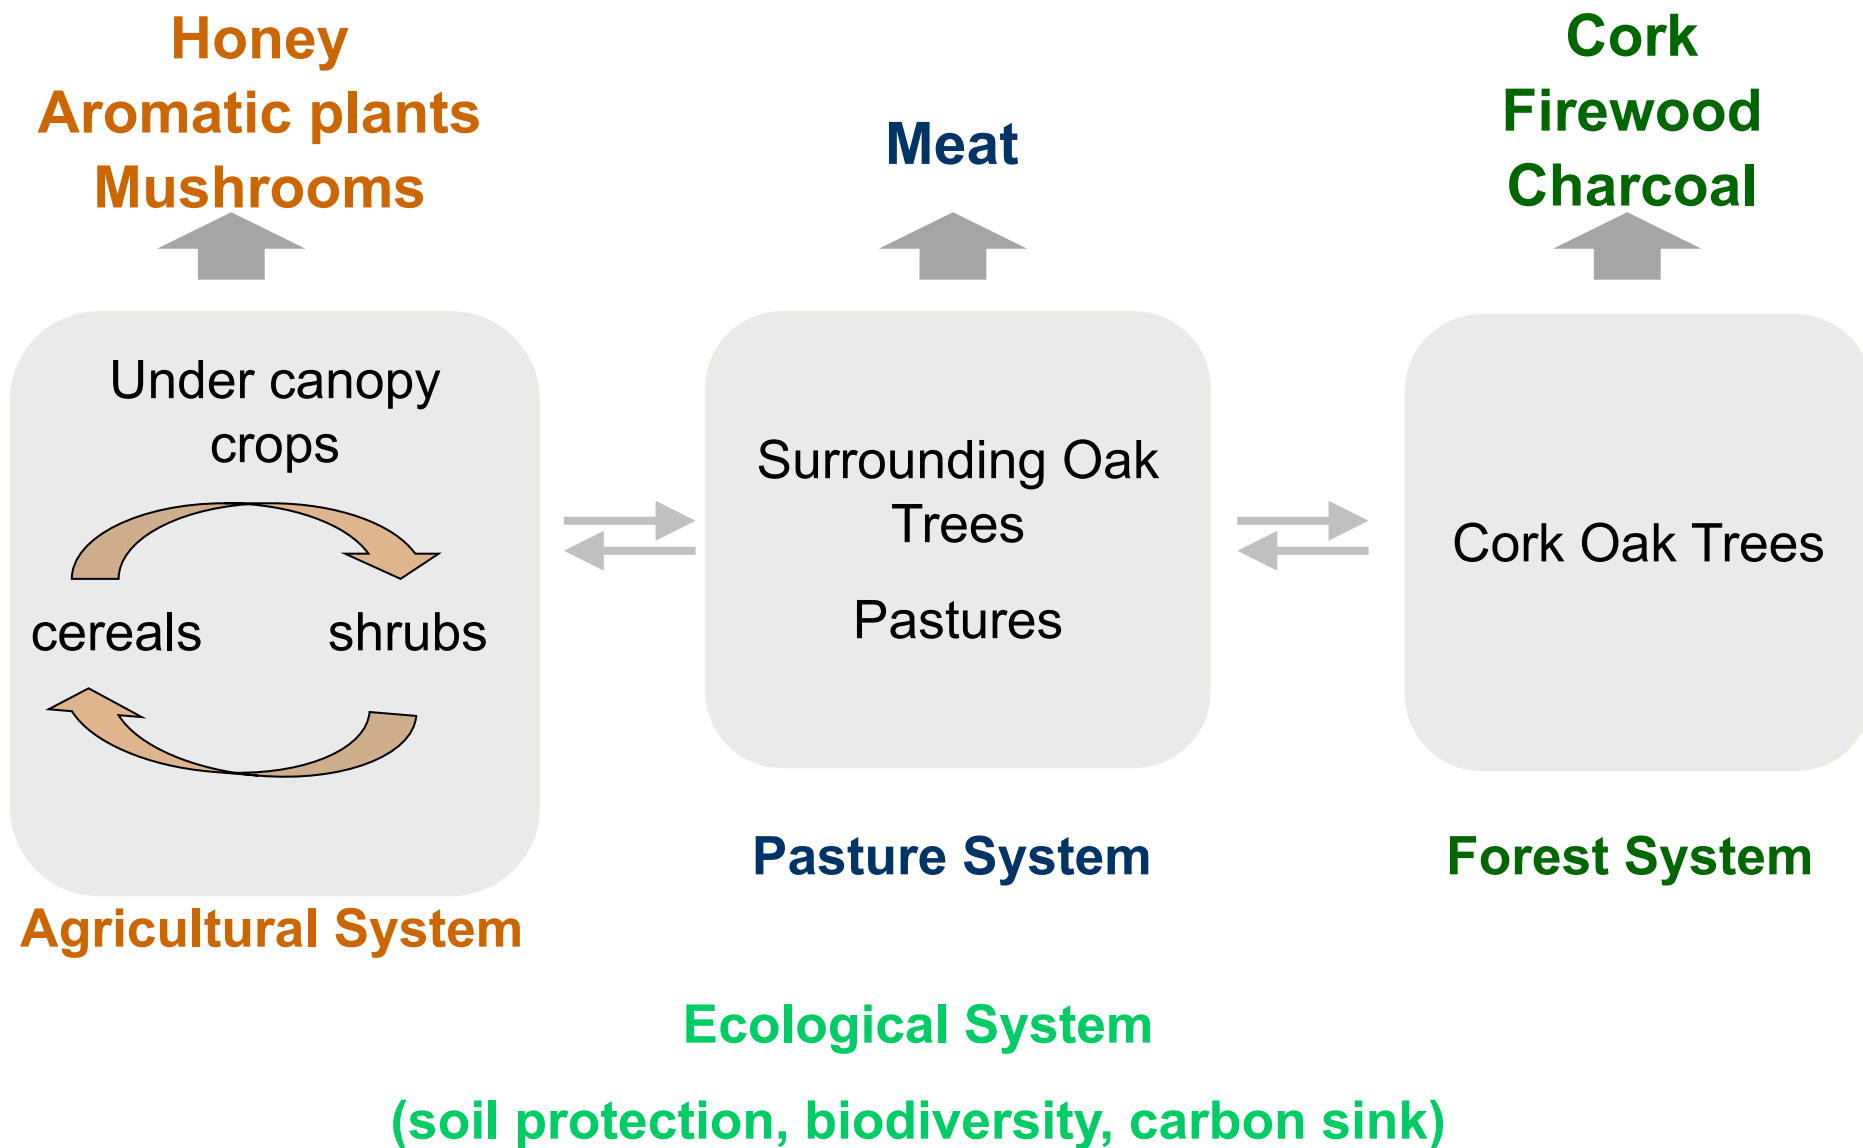 Honey
Aromatic plants
Mushrooms
Meat
Cork
Firewood
Charcoal
Under canopy
crops
cereals
shrubs
Surrounding Oak
Trees
Pastures
Cork Oak Trees
Agricultural System
Pasture System
Forest System
Ecological System
(soil protection, biodiversity, carbon sink)